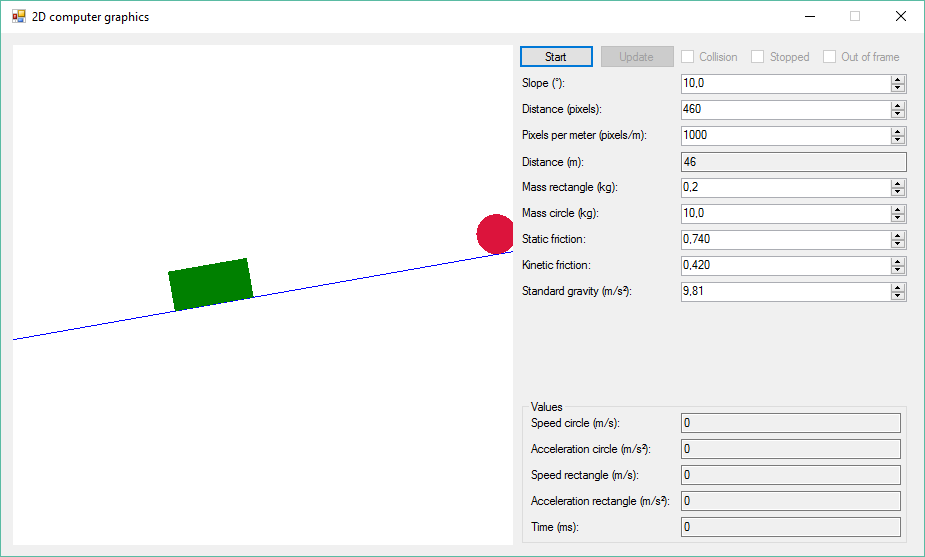 2D computer graphics
Start Update Collision Stopped Out of frame
Slope (°): 10,0
Distance (pixels): 460
Pixels per meter (pixels/m): 1000
Distance (m): 46
Mass rectangle (kg): 0,2
Mass circle (kg): 10,0
Static friction: 0,740
Kinetic friction: 0,420
Standard gravity (m/s²): 9,81
Values
Speed circle (m/s): 0
Acceleration circle (m/s²): 0
Speed rectangle (m/s): 0
Acceleration rectangle (m/s²): 0
Time (ms): 0